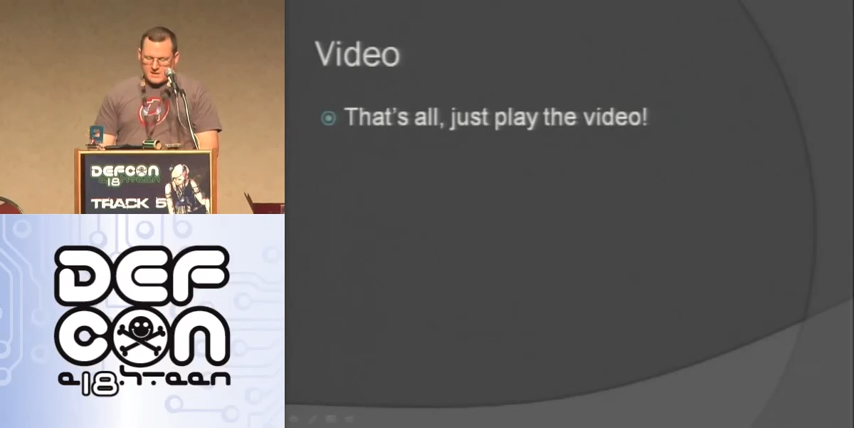 Video
That's all, just play the video!
DEFCON
18
TRACK 5
DEF
CON
e18hteen